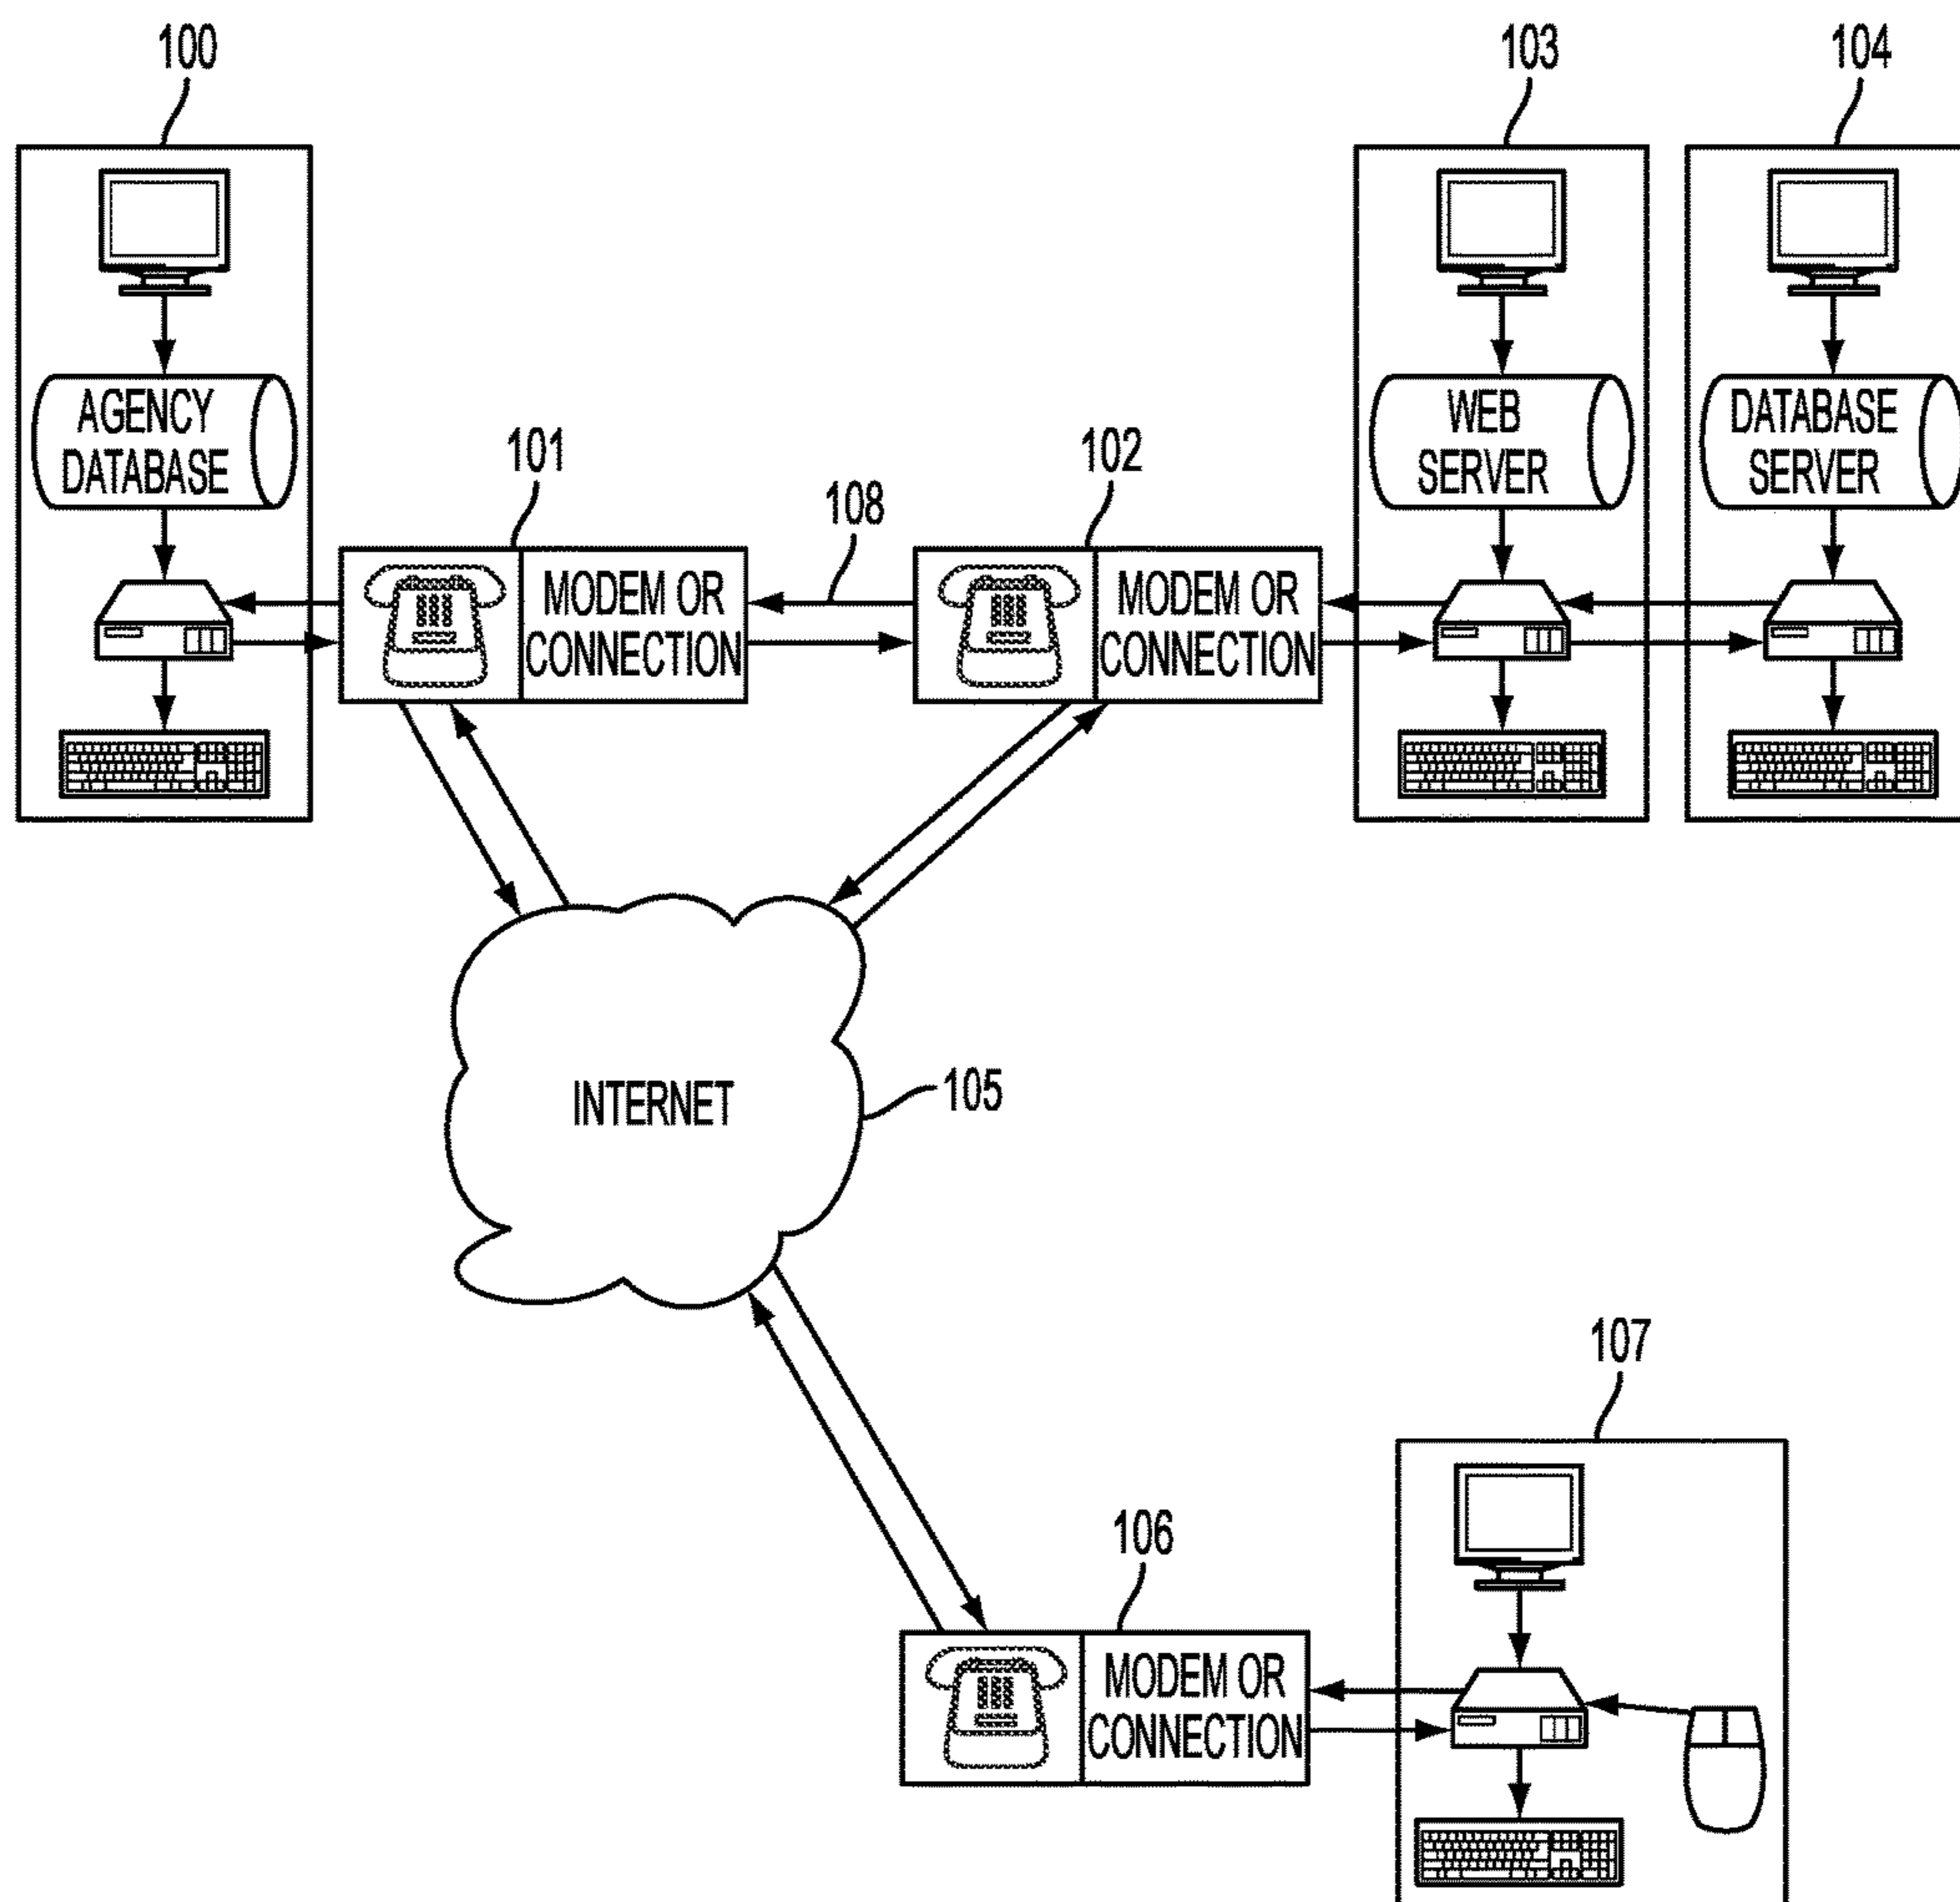 100
103
104
AGENCY
DATABASE
WEB
SERVER
DATABASE
SERVER
101
102
108
MODEM OR
CONNECTION
MODEM OR
CONNECTION
INTERNET
105
107
106
MODEM OR
CONNECTION